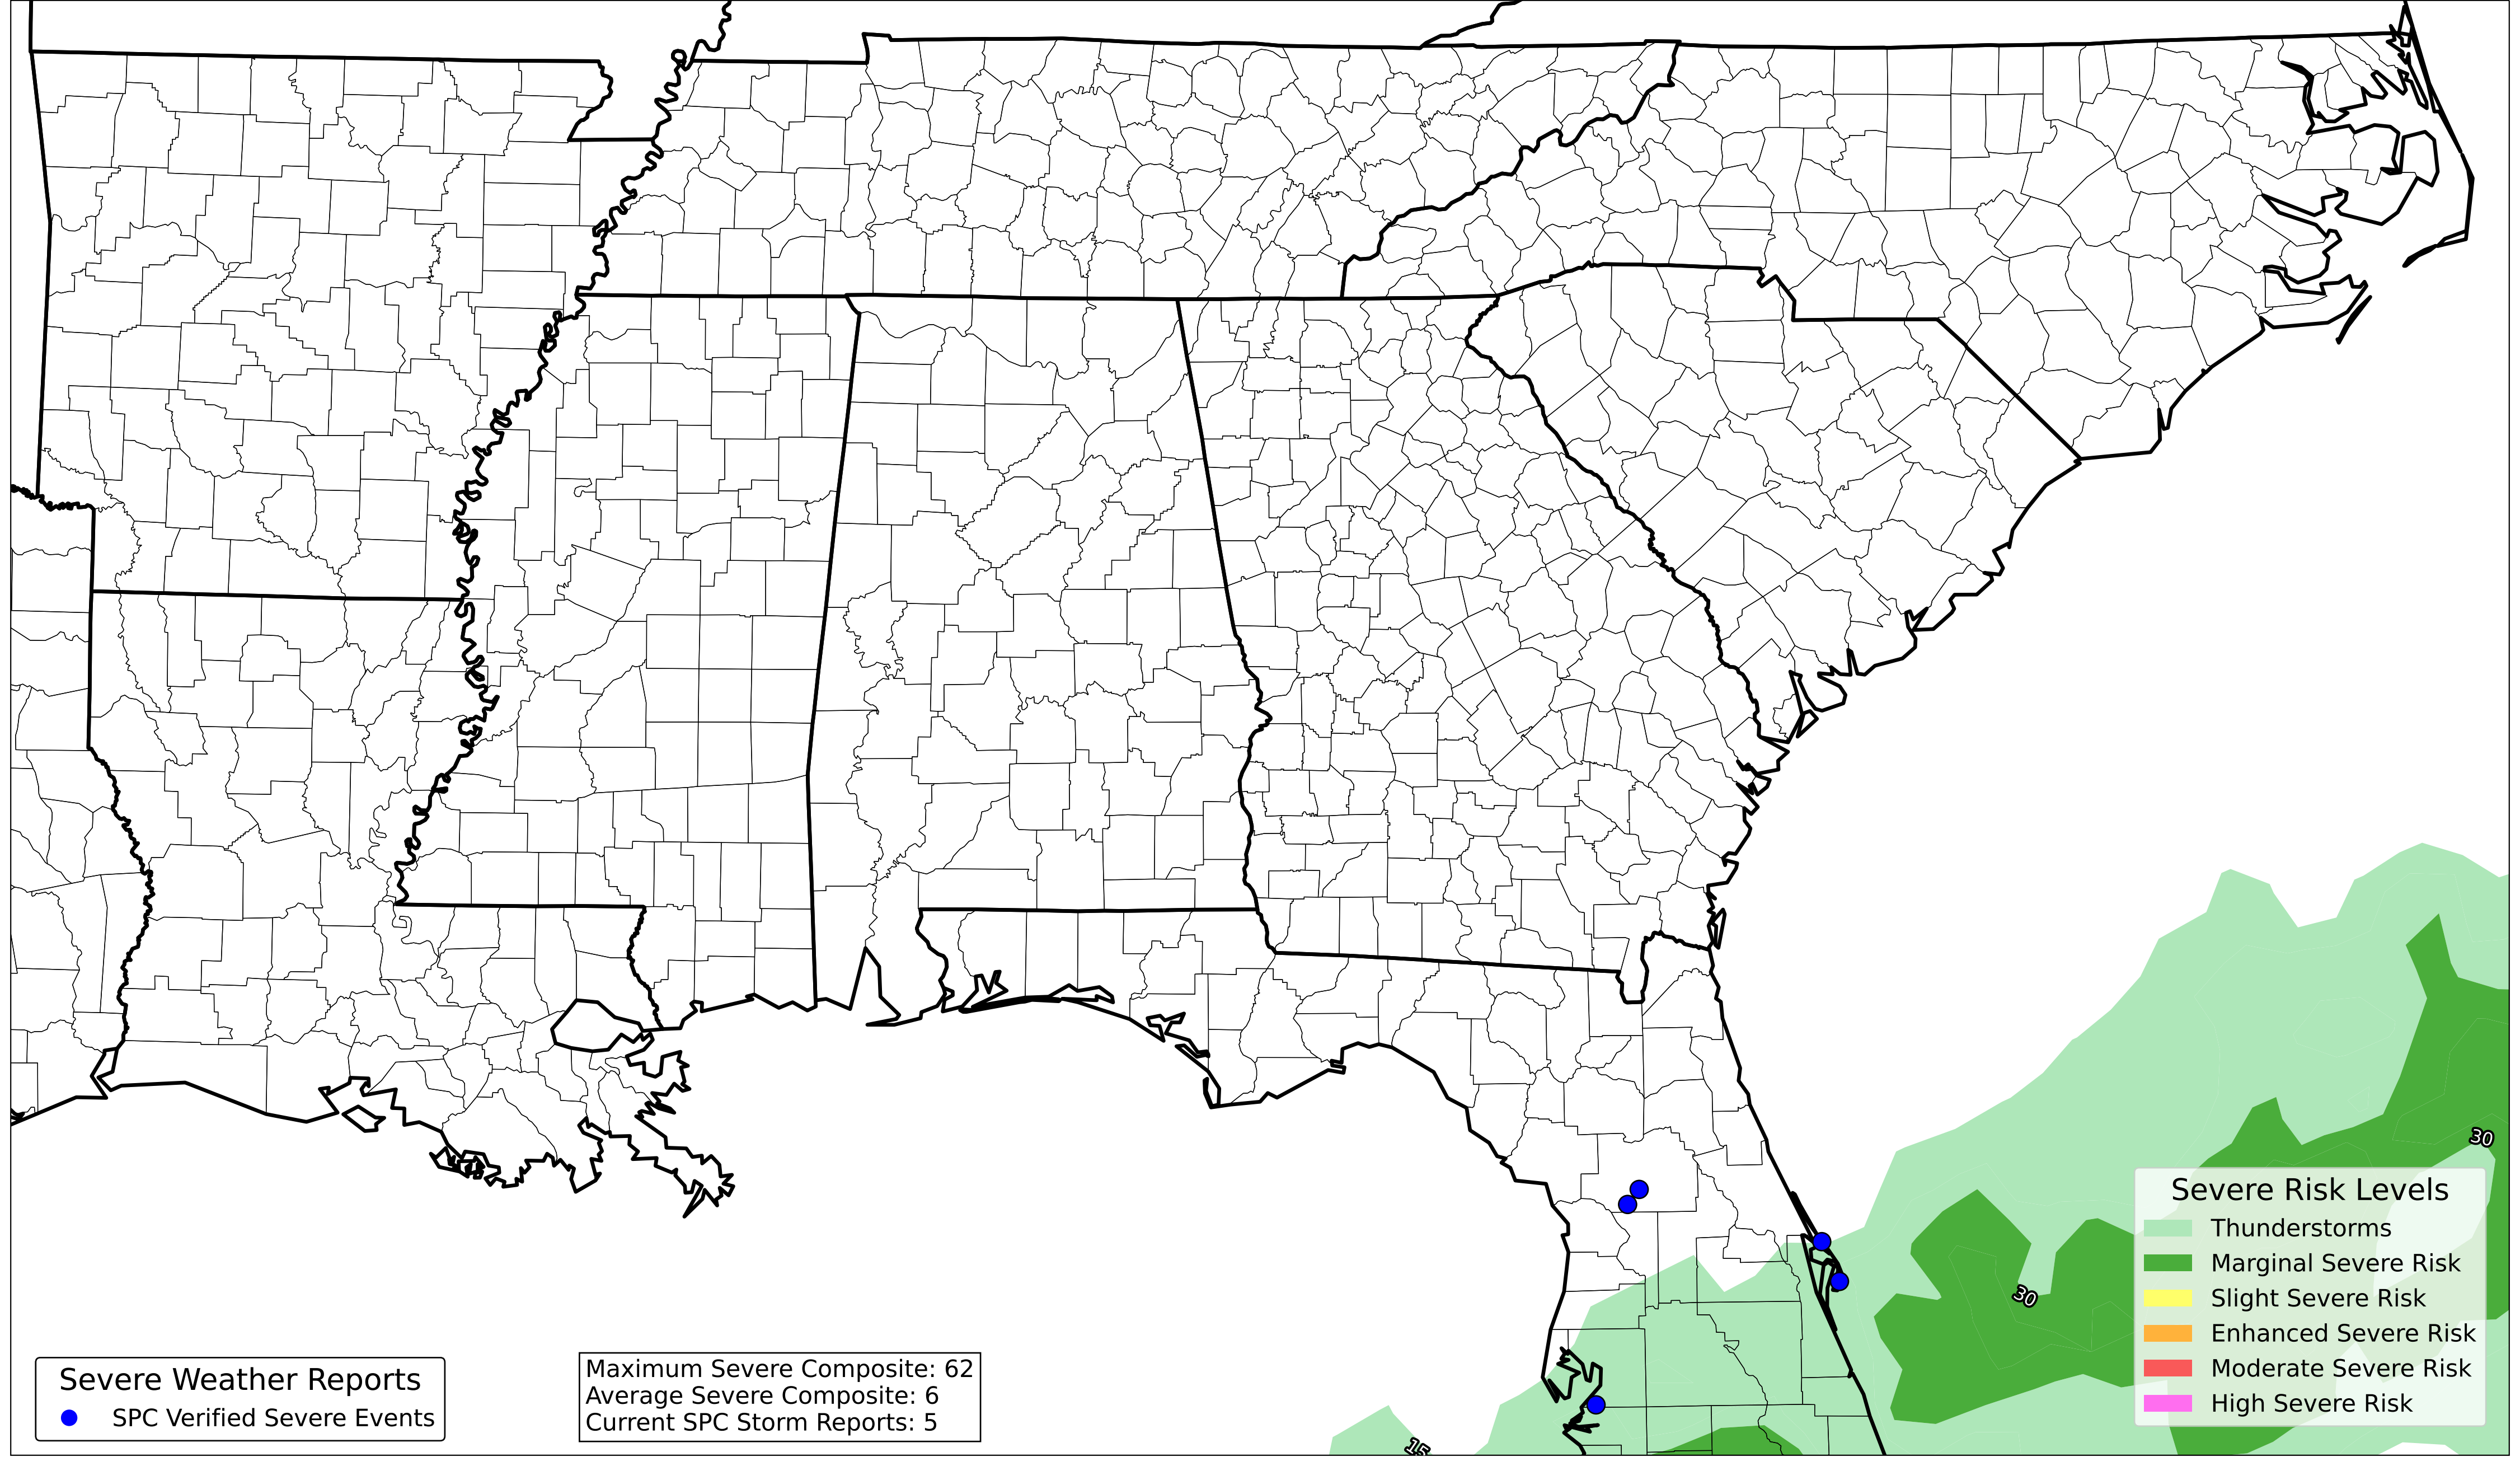 30
Severe Risk Levels
Thunderstorms
Marginal Severe Risk
30
Slight Severe Risk
Enhanced Severe Risk
Moderate Severe Risk
High Severe Risk
Severe Weather Reports
SPC Verified Severe Events
Maximum Severe Composite: 62
Average Severe Composite: 6
Current SPC Storm Reports: 5
15